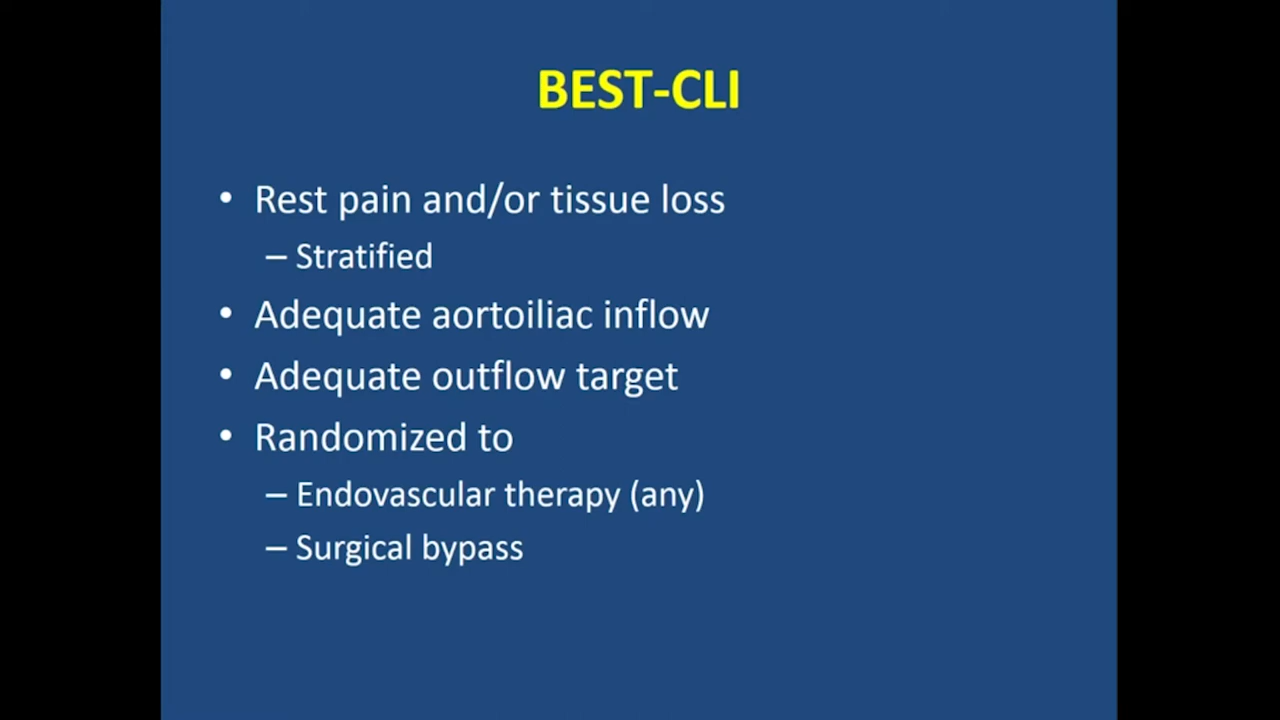 BEST-CLI
• Rest pain and/or tissue loss
– Stratified
• Adequate aortoiliac inflow
• Adequate outflow target
• Randomized to
– Endovascular therapy (any)
– Surgical bypass